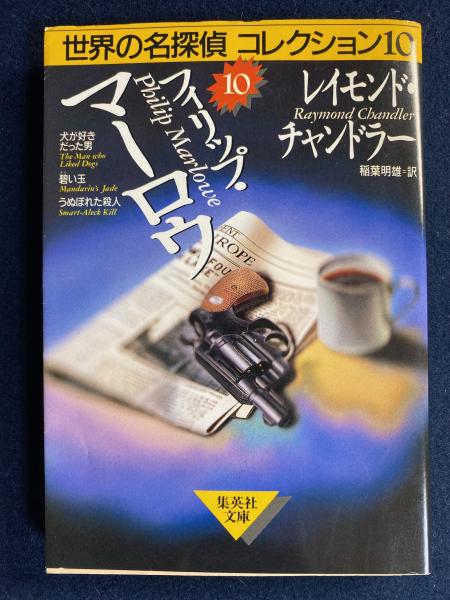 世界の名探偵 コレクション10
10
レイモンド・
Raymond Chandler
チャンドラー
稲葉明雄=訳
フィリップ・
Philip Marlowe
マーロウ
犬が好き
だった男
The Man who
Liked Dogs
碧い玉
Mandarin's Jade
うぬぼれた殺人
Smart-Aleck Kill
集英社
文庫